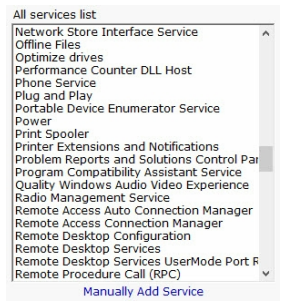 All services list
Network Store Interface Service
Offline Files
Optimize drives
Performance Counter DLL Host
Phone Service
Plug and Play
Portable Device Enumerator Service
Power
Print Spooler
Printer Extensions and Notifications
Problem Reports and Solutions Control Par
Program Compatibility Assistant Service
Quality Windows Audio Video Experience
Radio Management Service
Remote Access Auto Connection Manager
Remote Access Connection Manager
Remote Desktop Configuration
Remote Desktop Services
Remote Desktop Services UserMode Port R
Remote Procedure Call (RPC)
Manually Add Service